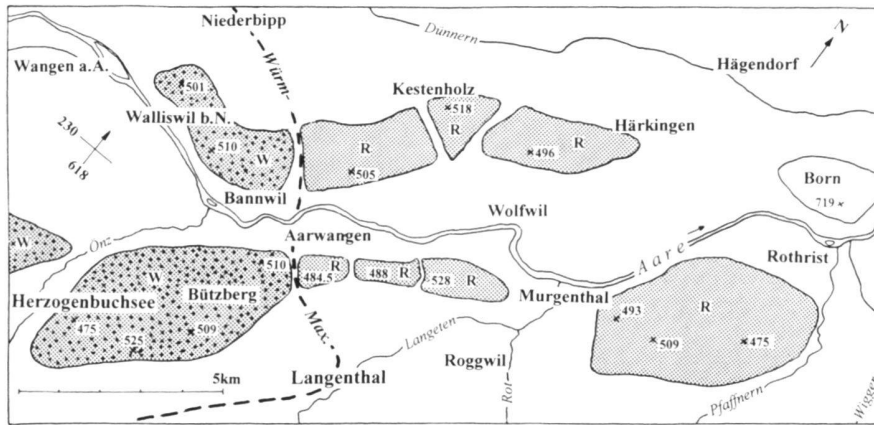 Niederbipp
Dünnern
N
Wangen a.A.
Hägendorf
Würm-
Kestenholz
501
518
Walliswil b.N.
R
Härkingen
230
618
510
W
R
505
R
496
Born
719
Bannwil
Wolfwil
W
Onz
Aarwangen
Aare
Rothrist
W
510
484.5
R
488
R
528
R
Herzogenbuchsee
Bützberg
Murgenthal
493
R
475
509
525
Max.
Langeten
509
475
Roggwil
5km
Langenthal
Rot-
Pfaffnern
Wigger